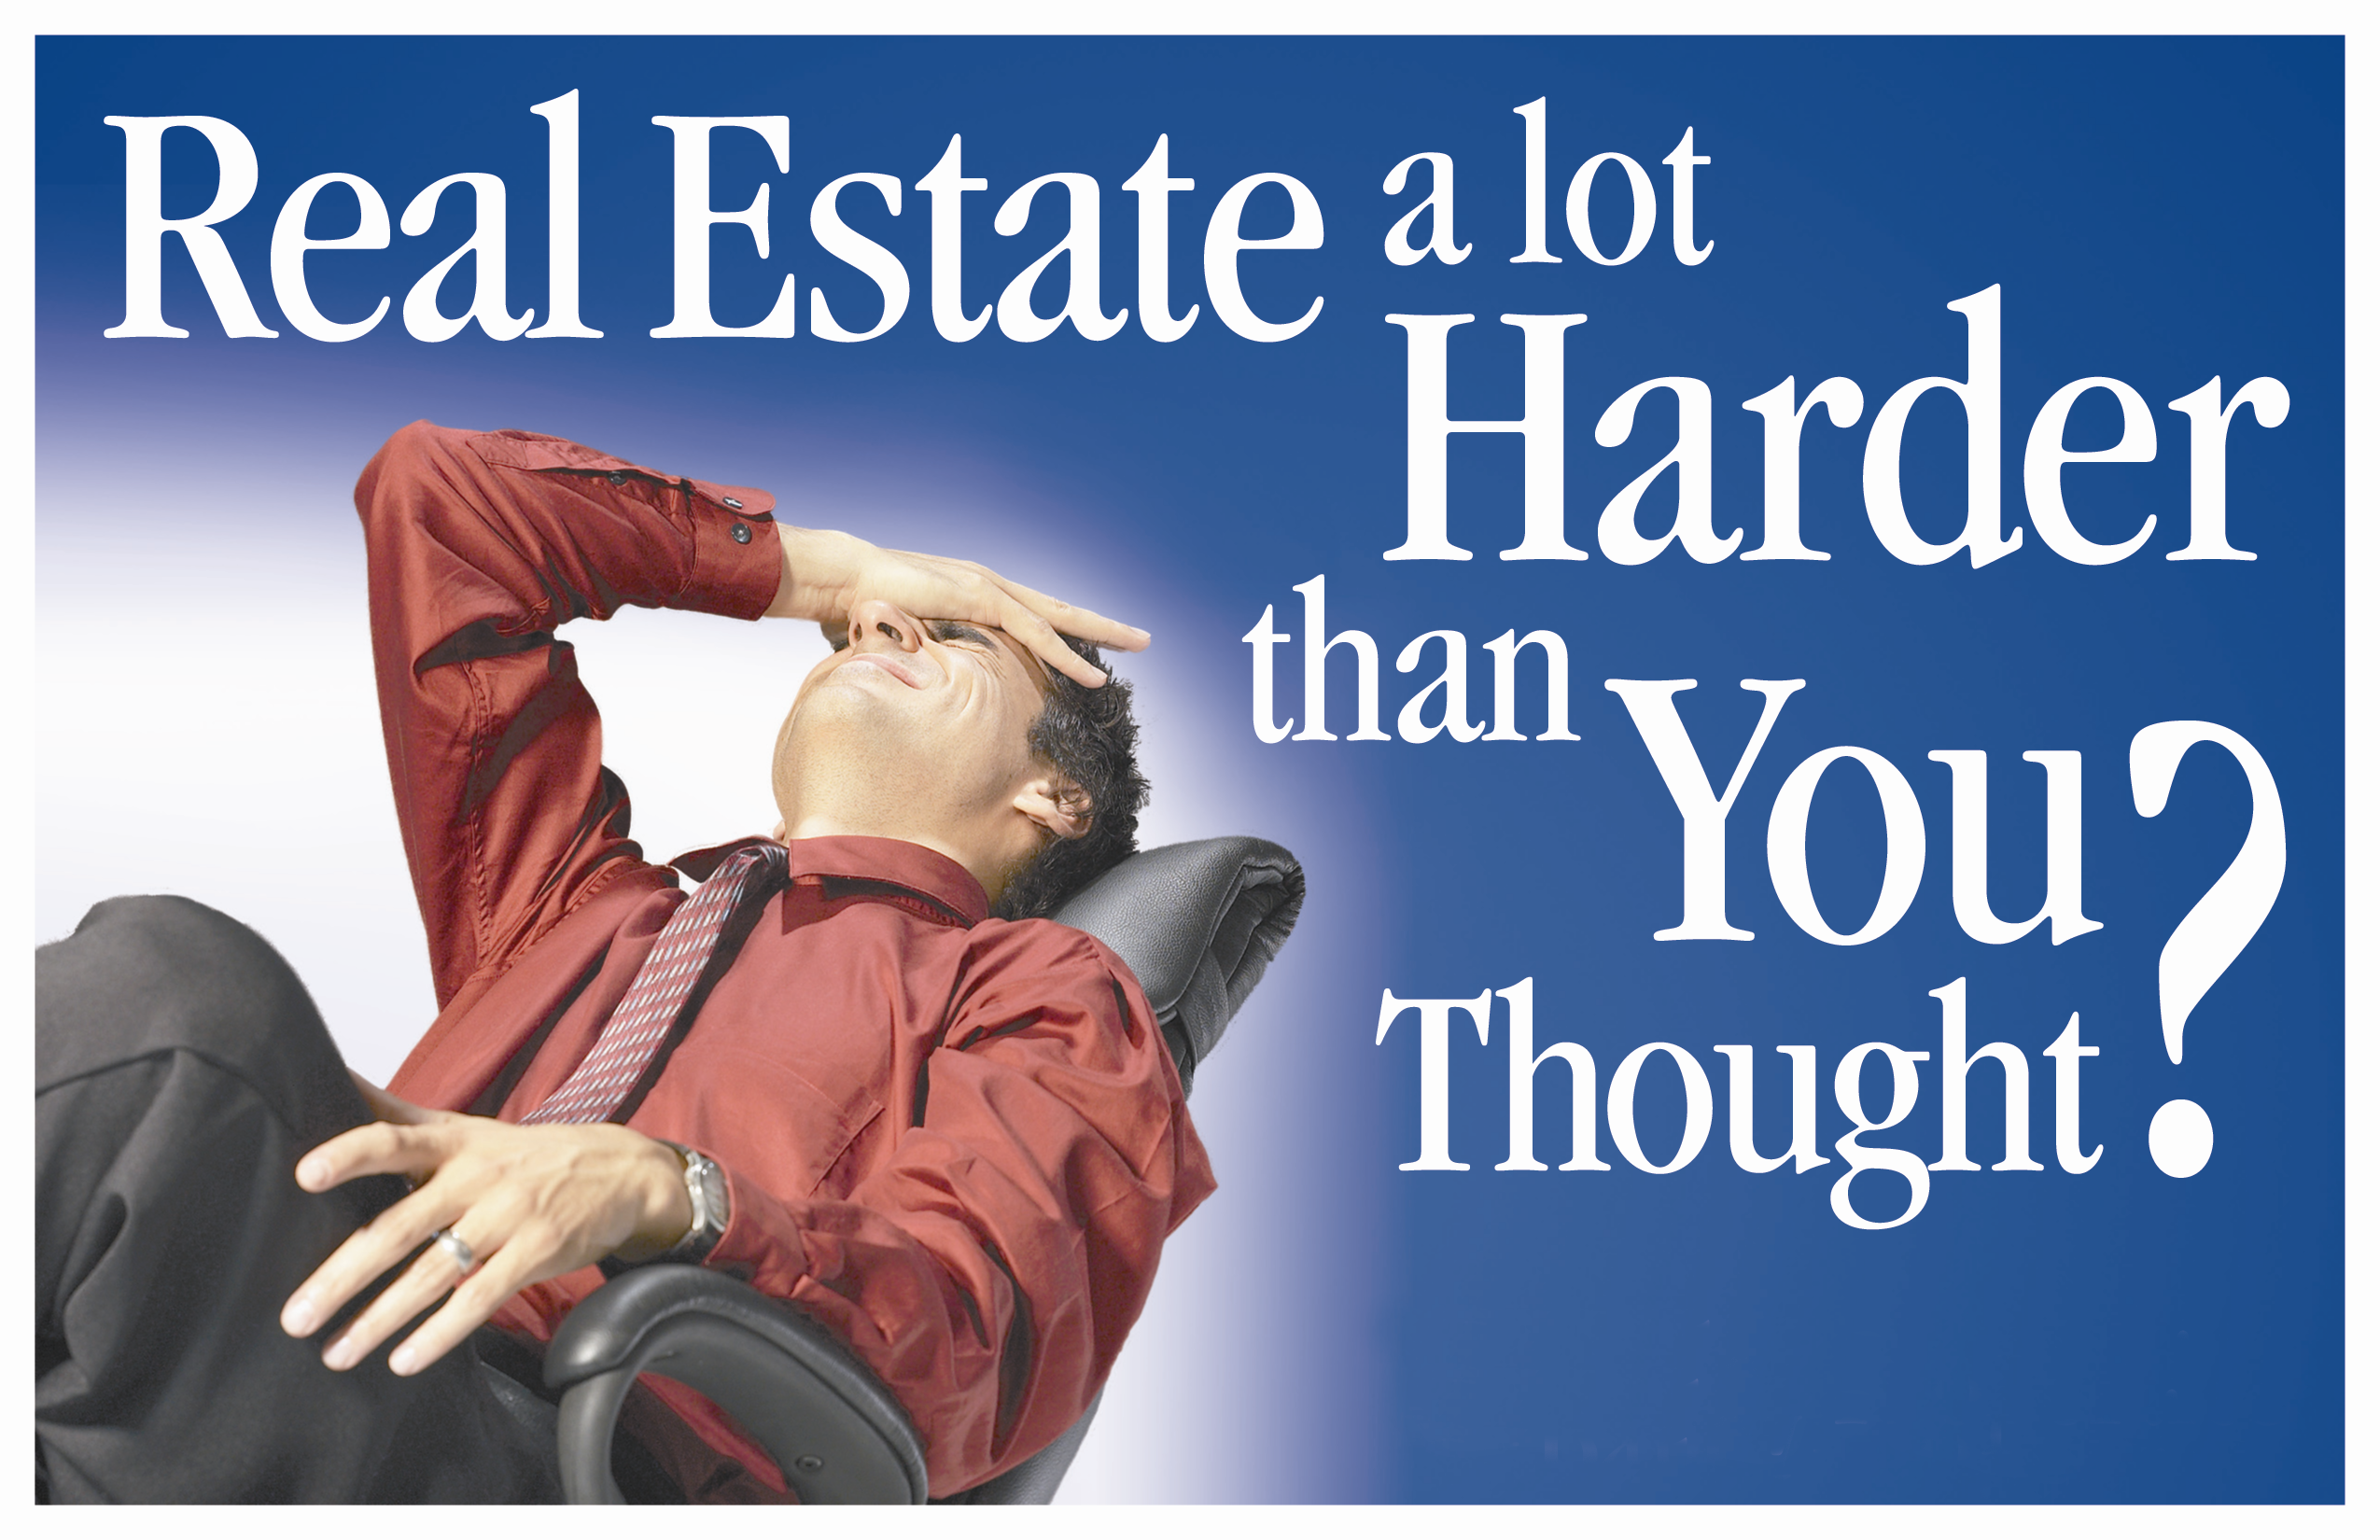 Real Estate a lot
Harder
than You
Thought?